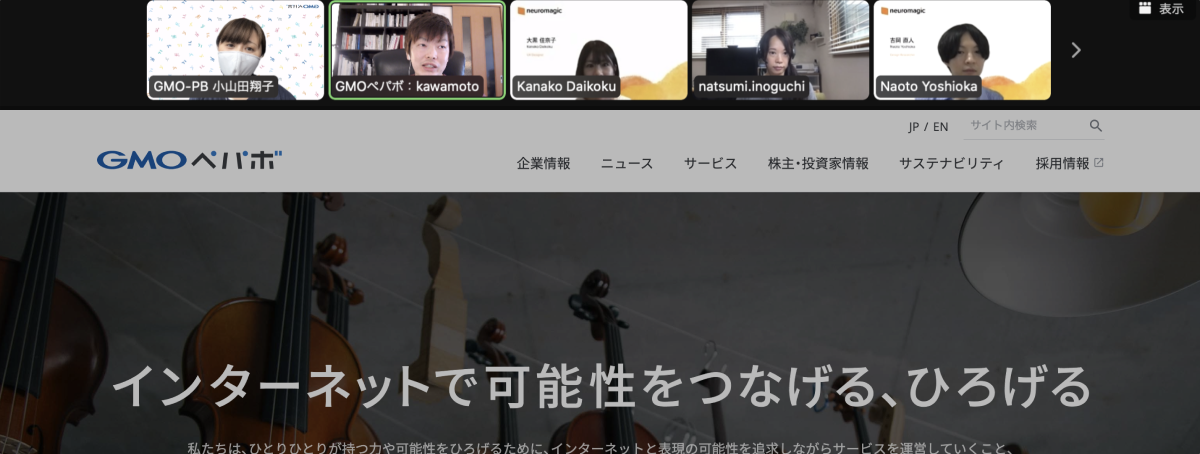 表示
neuromagic
大黒 佳奈子
Kanako Daikoku
neuromagic
吉岡 直人
Naoto Yoshioka
GMO-PB 小山田翔子
GMOペパボ:kawamoto
Kanako Daikoku
natsumi.inoguchi
Naoto Yoshioka
JP / EN
サイト内検索
GMOペパボ
企業情報
ニュース
サービス
株主・投資家情報
サステナビリティ
採用情報
インターネットで可能性をつなげる、ひろげる
私たちは、ひとりひとりが持つ力や可能性をひろげるために、インターネットと表現の可能性を追求しながらサービスを運営していくこと、